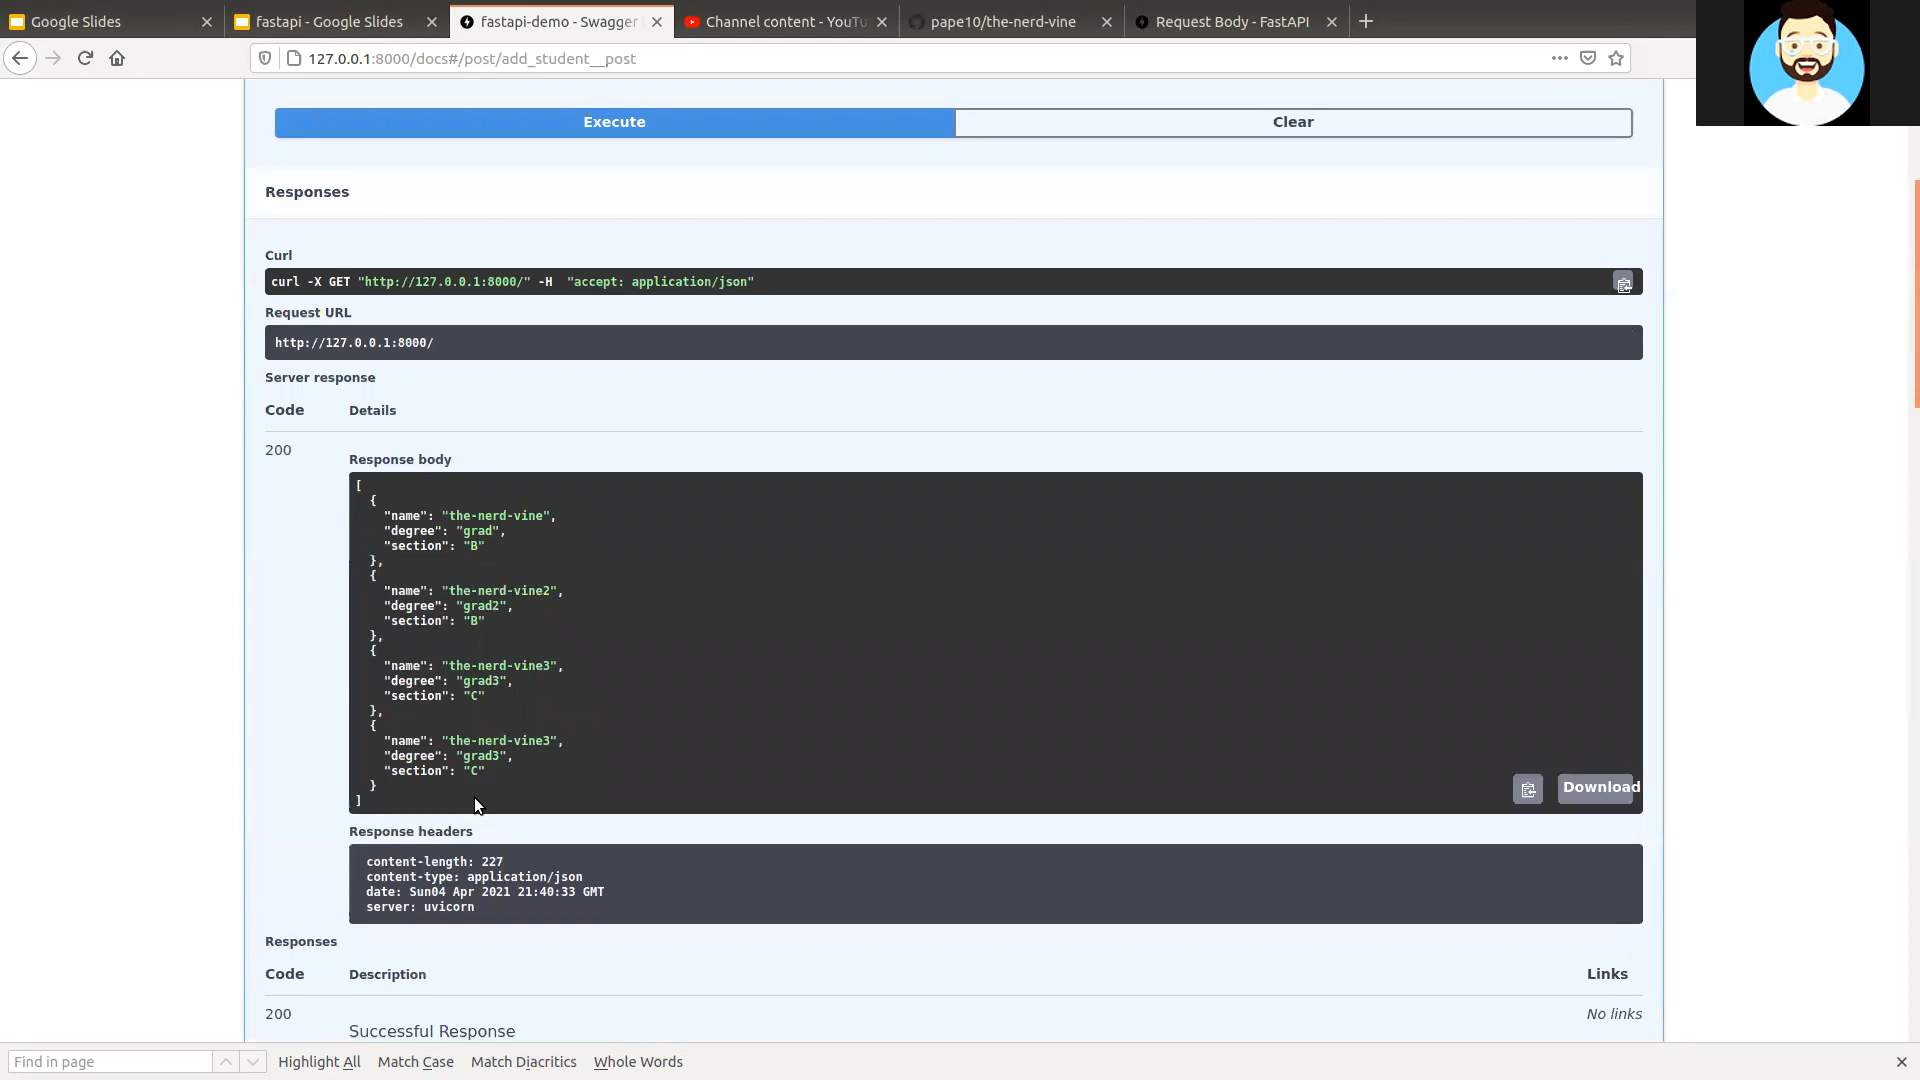 Google Slides
fastapi - Google Slides
fastapi-demo - Swagger
Channel content - YouTu
pape10/the-nerd-vine
Request Body - FastAPI
127.0.0.1:8000/docs#/post/add_student__post
Execute
Clear
Responses
Curl
curl -X GET "http://127.0.0.1:8000/" -H  "accept: application/json"
Request URL
http://127.0.0.1:8000/
Server response
Code
Details
200
Response body
[
{
"name": "the-nerd-vine",
"degree": "grad",
"section": "B"
},
{
"name": "the-nerd-vine2",
"degree": "grad2",
"section": "B"
},
{
"name": "the-nerd-vine3",
"degree": "grad3",
"section": "C"
},
{
"name": "the-nerd-vine3",
"degree": "grad3",
"section": "C"
}
]
Download
Response headers
content-length: 227
content-type: application/json
date: Sun04 Apr 2021 21:40:33 GMT
server: uvicorn
Responses
Code
Description
Links
200
No links
Successful Response
Find in page
Highlight All
Match Case
Match Diacritics
Whole Words